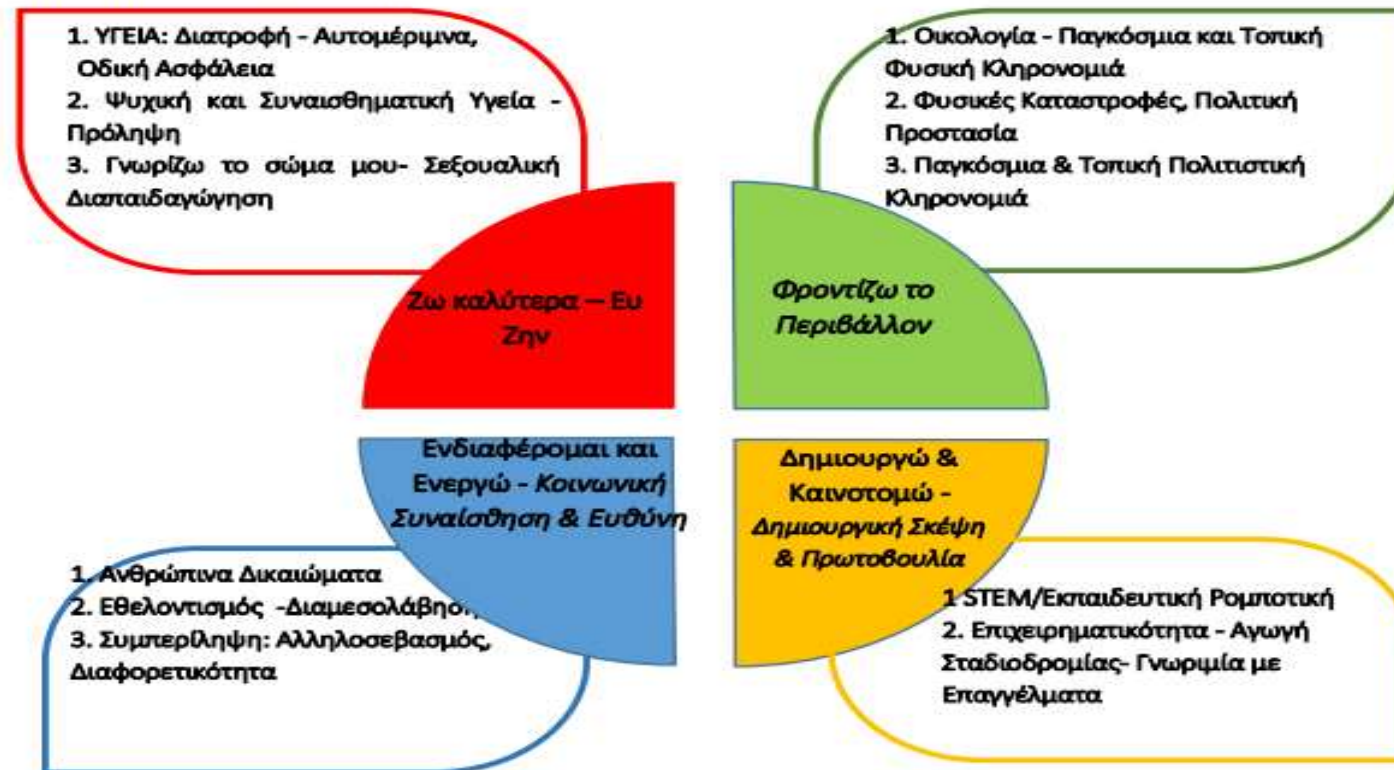 1. ΥΓΕΙΑ: Διατροφή - Αυτομέριμνα,
Οδική Ασφάλεια
2. Ψυχική και Συναισθηματική Υγεία -
Πρόληψη
3. Γνωρίζω το σώμα μου- Σεξουαλική
Διαπαιδαγώγηση
1. Οικολογία - Παγκόσμια και Τοπική
Φυσική Κληρονομιά
2. Φυσικές Καταστροφές, Πολιτική
Προστασία
3. Παγκόσμια & Τοπική Πολιτιστική
Κληρονομιά
Ζω καλύτερα – Ευ
Ζην
Φροντίζω το
Περιβάλλον
Ενδιαφέρομαι και
Ενεργώ - Κοινωνική
Συναίσθηση & Ευθύνη
Δημιουργώ &
Καινοτομώ -
Δημιουργική Σκέψη
& Πρωτοβουλία
1. Ανθρώπινα Δικαιώματα
2. Εθελοντισμός -Διαμεσολάβηση,
3. Συμπερίληψη: Αλληλοσεβασμός,
Διαφορετικότητα
1 STEM/Εκπαιδευτική Ρομποτική
2. Επιχειρηματικότητα - Αγωγή
Σταδιοδρομίας- Γνωριμία με
Επαγγέλματα